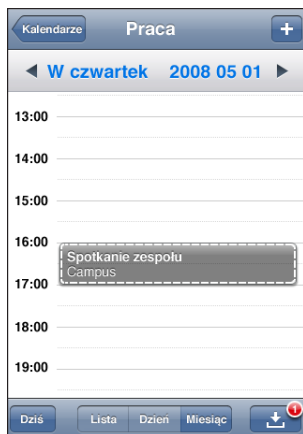 Kalendarze Praca +
W czwartek 2008 05 01
13:00
14:00
15:00
16:00
Spotkanie zespołu
Campus
17:00
18:00
19:00
Dziś Lista Dzień Miesiąc 1